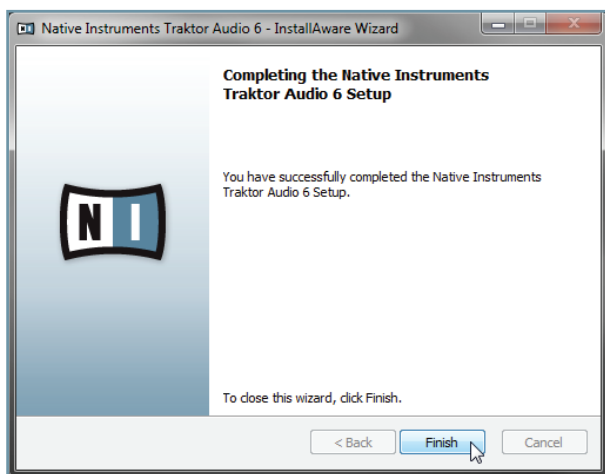 Native Instruments Traktor Audio 6 - InstallAware Wizard
Completing the Native Instruments
Traktor Audio 6 Setup
You have successfully completed the Native Instruments
Traktor Audio 6 Setup.
NI
To close this wizard, click Finish.
< Back Finish Cancel